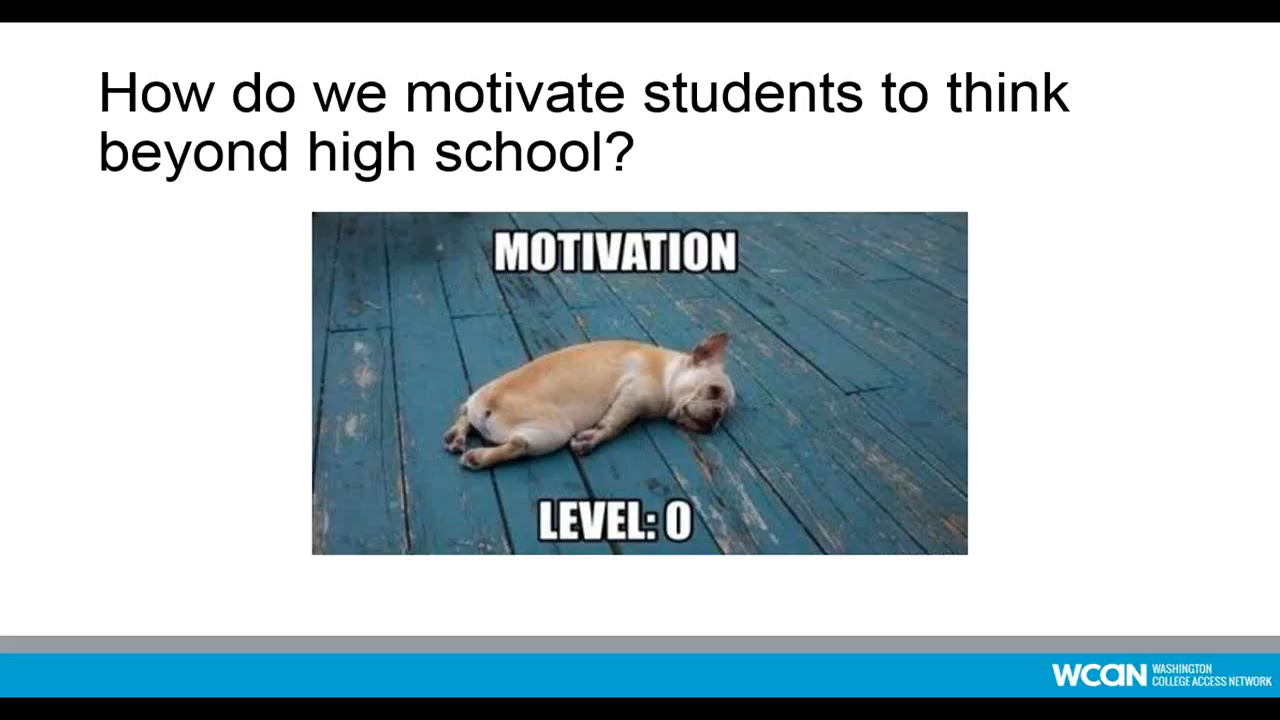 How do we motivate students to think
beyond high school?
MOTIVATION
LEVEL: 0
WCAN WASHINGTON
COLLEGE ACCESS NETWORK